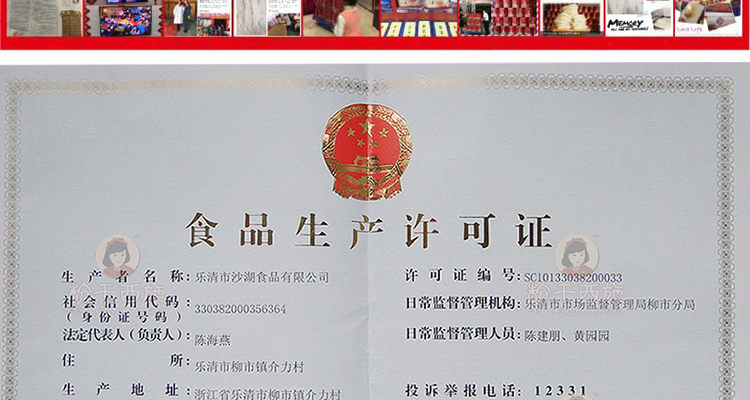 MEMORY
食品生产许可证
生产者名称：乐清市沙湖食品有限公司
许可证编号：SC10133038200033
社会信用代码：330382000356364
（身份证号码）
日常监督管理机构：乐清市市场监督管理局柳市分局
法定代表人（负责人）：陈海燕
日常监督管理人员：陈建朋、黄园园
住所：乐清市柳市镇介力村
生产地址：浙江省乐清市柳市镇介力村
投诉举报电话：12331